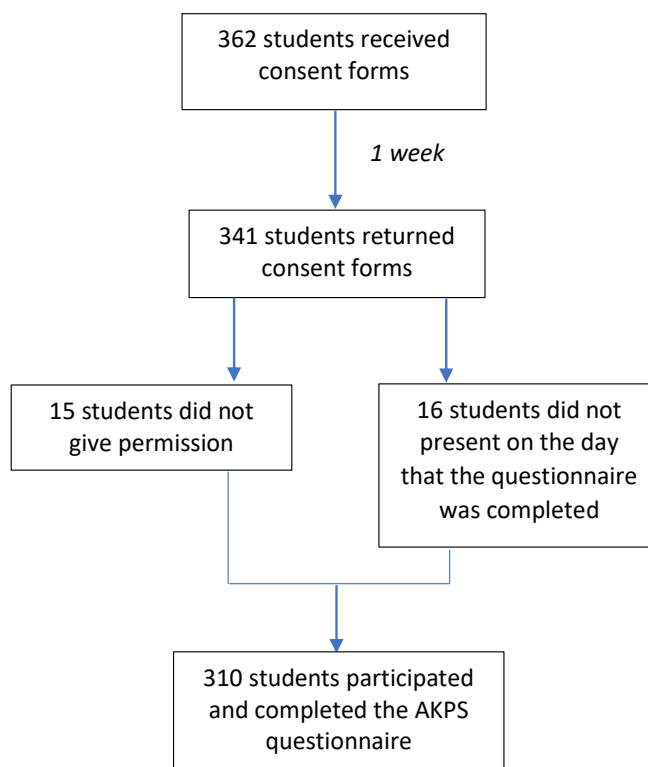 362 students received
consent forms
1 week
341 students returned
consent forms
15 students did not
give permission
16 students did not
present on the day
that the questionnaire
was completed
310 students participated
and completed the AKPS
questionnaire